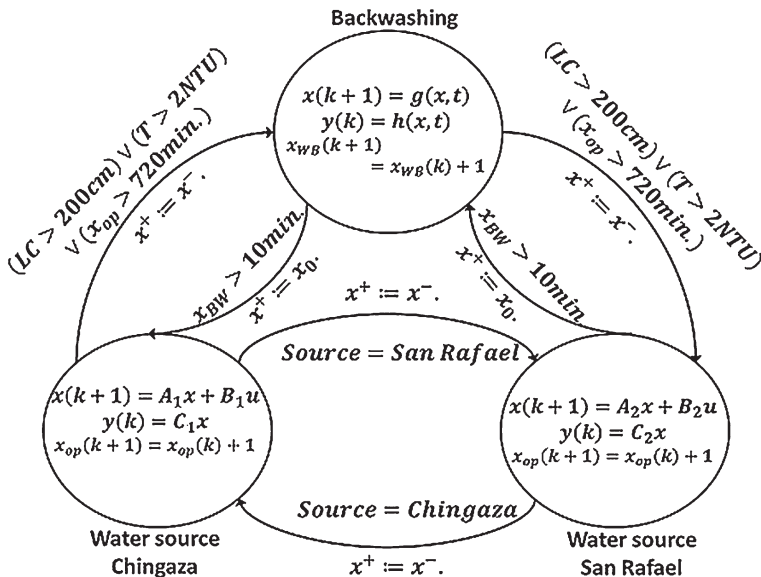 Backwashing
x(k+1) = g(x,t)
y(k) = h(x,t)
x_WB(k+1)
= x_WB(k)+1
(LC > 200cm) ∨ (T > 2NTU)
∨ (x_op > 720min.)
x⁺ := x⁻.
(LC > 200cm) ∨ (T > 2NTU)
∨ (x_op > 720min.)
x⁺ := x⁻.
x_BW > 10min.
x⁺ := x₀.
x_BW > 10min
x⁺ := x₀.
x⁺ := x⁻.
Source = San Rafael
x(k+1) = A₁x + B₁u
y(k) = C₁x
x_op(k+1) = x_op(k)+1
Water source
Chingaza
x(k+1) = A₂x + B₂u
y(k) = C₂x
x_op(k+1) = x_op(k)+1
Water source
San Rafael
Source = Chingaza
x⁺ := x⁻.